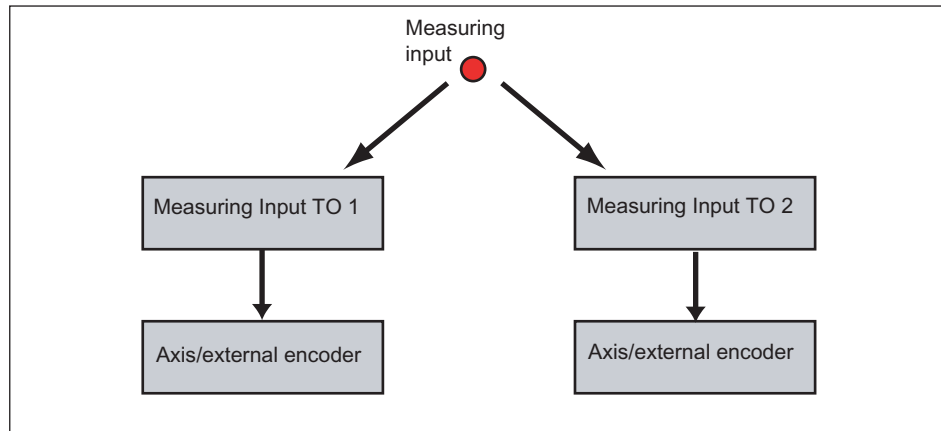 Measuring
input
Measuring Input TO 1
Measuring Input TO 2
Axis/external encoder
Axis/external encoder